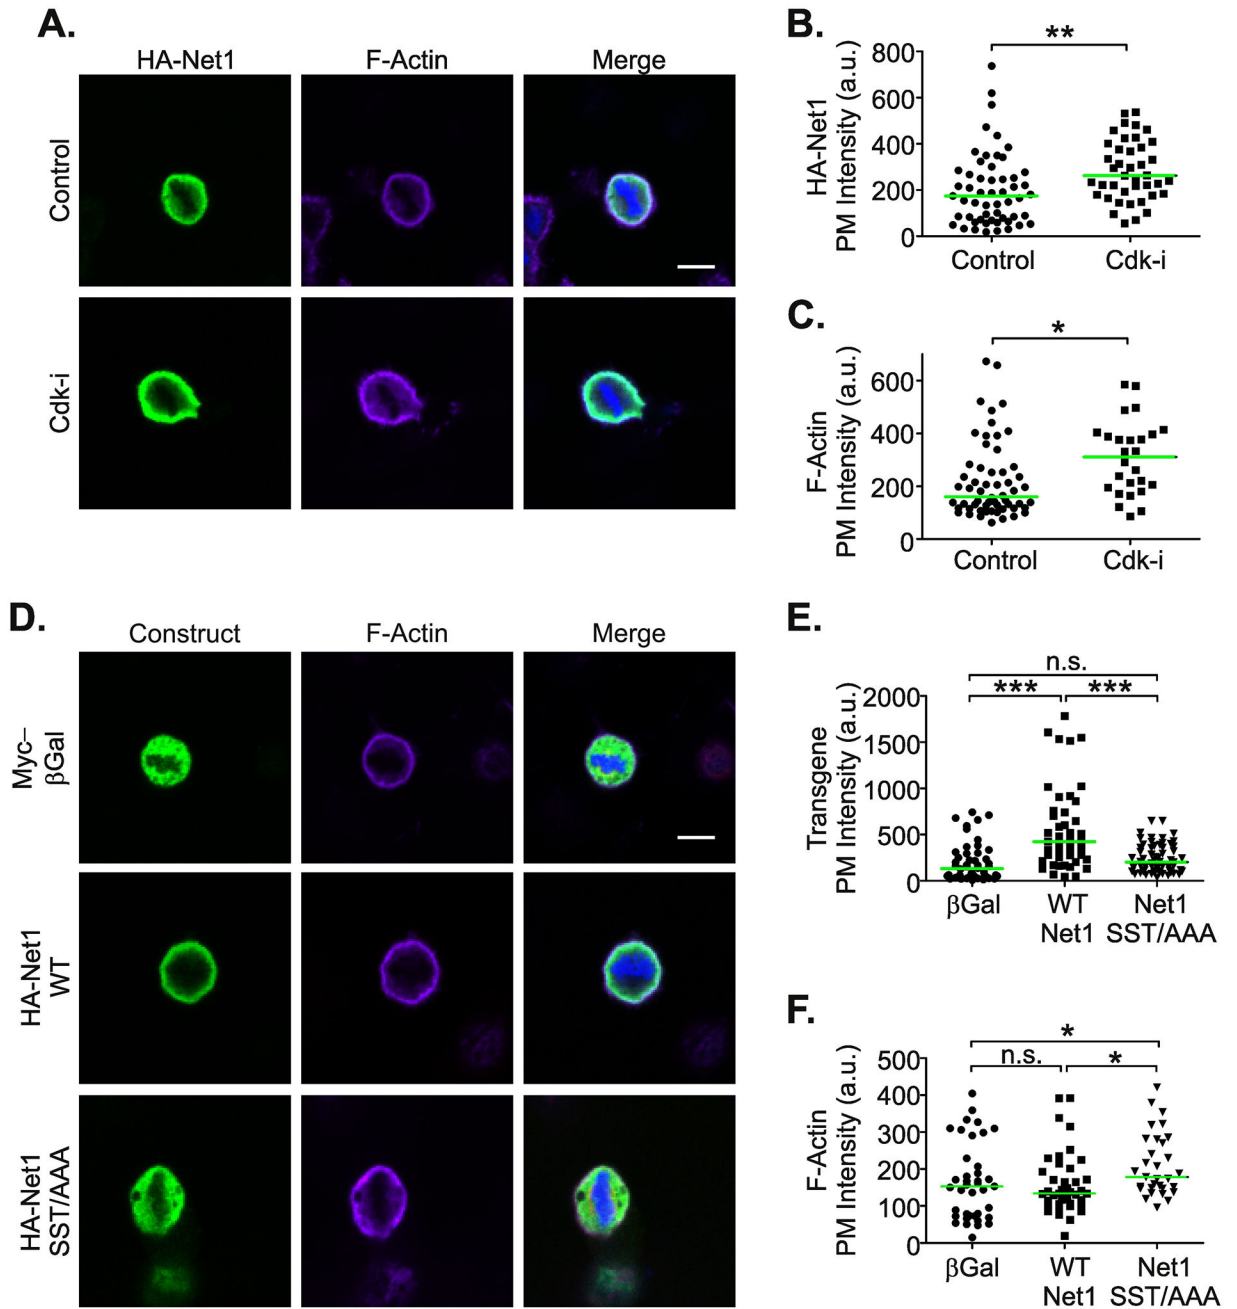 A.
HA-Net1 F-Actin Merge
Control
Cdk-i
B.
HA-Net1
PM Intensity (a.u.)
**
800
600
400
200
0
Control Cdk-i
C.
F-Actin
PM Intensity (a.u.)
*
600
400
200
0
Control Cdk-i
D.
Construct F-Actin Merge
Myc–
βGal
HA-Net1
WT
HA-Net1
SST/AAA
E.
Transgene
PM Intensity (a.u.)
n.s.
*** ***
2000
1500
1000
500
0
βGal WT Net1
Net1 SST/AAA
F.
F-Actin
PM Intensity (a.u.)
*
n.s. *
500
400
300
200
100
0
βGal WT Net1
Net1 SST/AAA